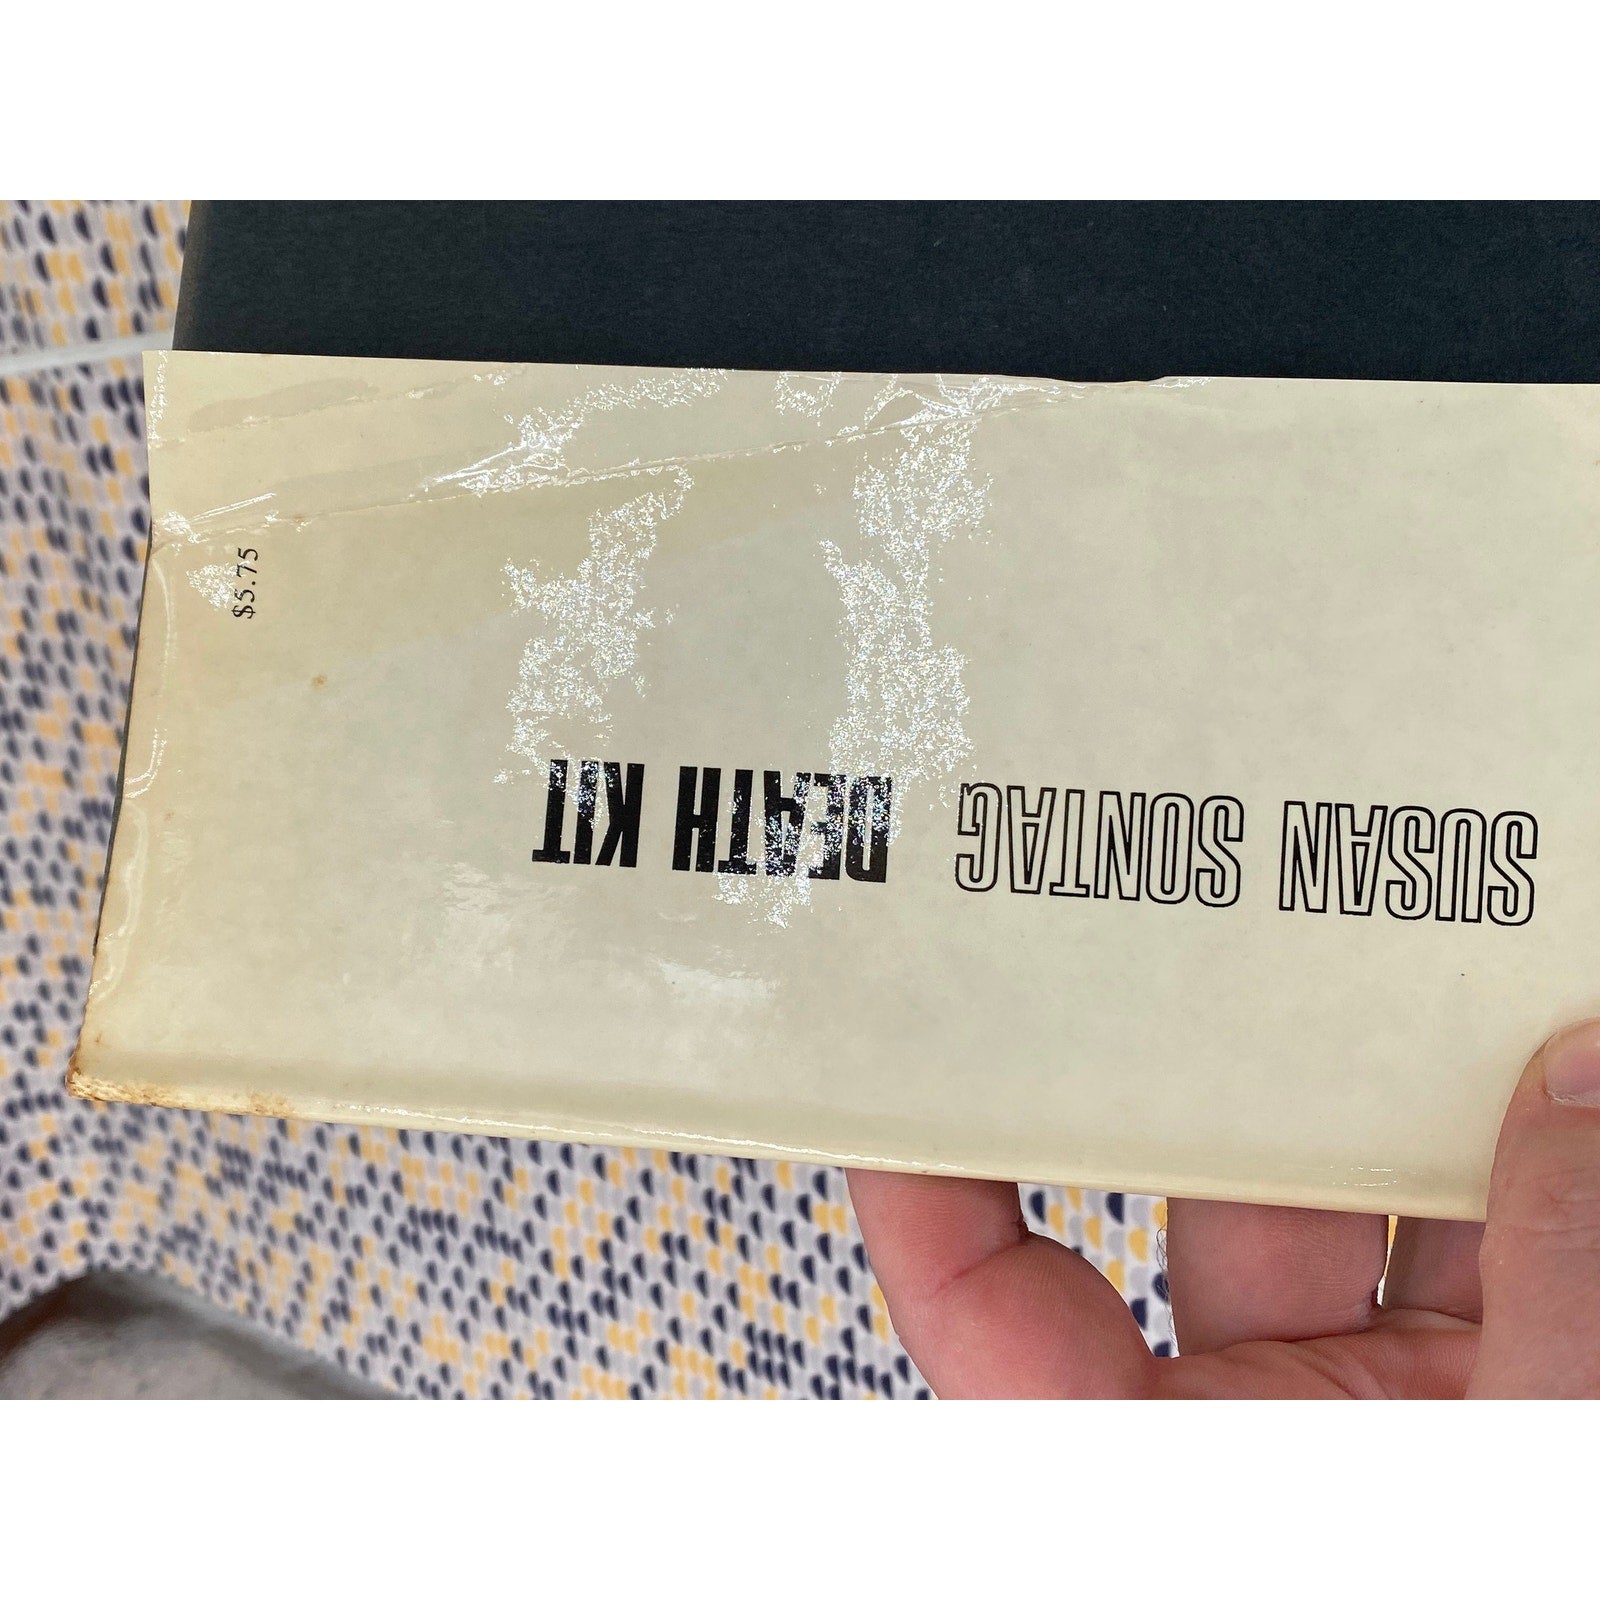 $5.75
SUSAN SONTAG DEATH KIT